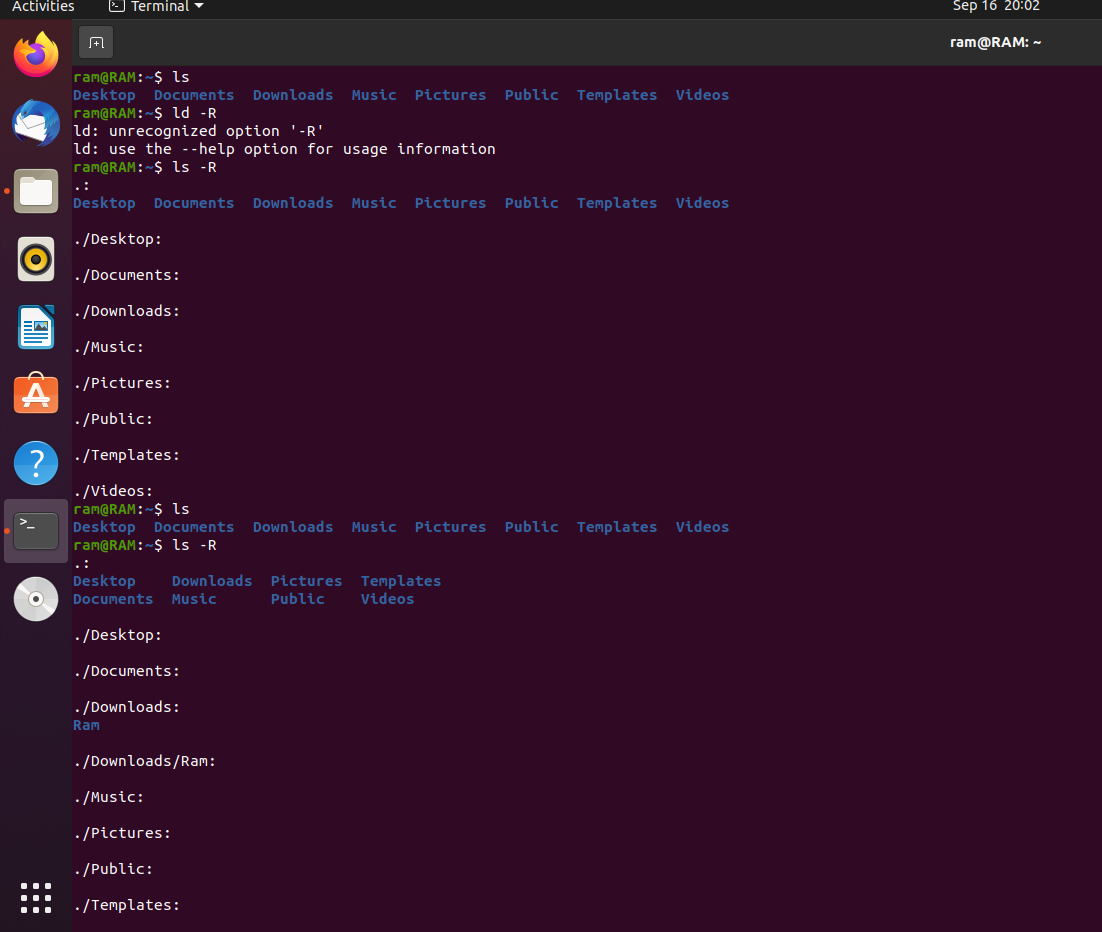 Activities Terminal Sep 16 20:02
ram@RAM: ~
ram@RAM:~$ ls
Desktop Documents Downloads Music Pictures Public Templates Videos
ram@RAM:~$ ld -R
ld: unrecognized option '-R'
ld: use the --help option for usage information
ram@RAM:~$ ls -R
.:
Desktop Documents Downloads Music Pictures Public Templates Videos
./Desktop:
./Documents:
./Downloads:
./Music:
./Pictures:
./Public:
./Templates:
./Videos:
ram@RAM:~$ ls
Desktop Documents Downloads Music Pictures Public Templates Videos
ram@RAM:~$ ls -R
.:
Desktop Downloads Pictures Templates
Documents Music Public Videos
./Desktop:
./Documents:
./Downloads:
Ram
./Downloads/Ram:
./Music:
./Pictures:
./Public:
./Templates: